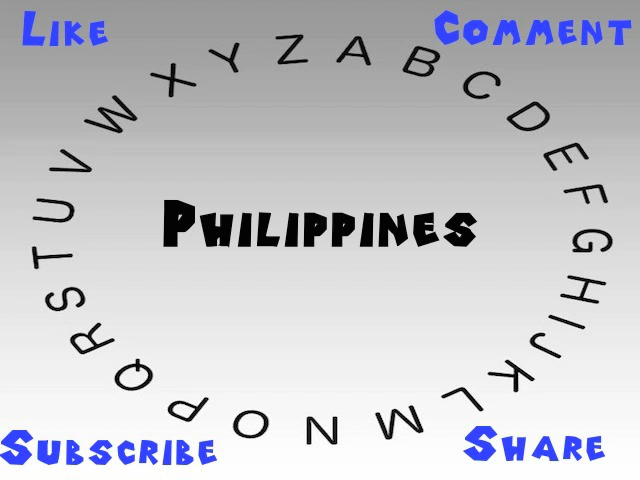 Like
Comment
A B C D E F G H I J K L M N O P Q R S T U V W X Y Z
Philippines
Subscribe
Share